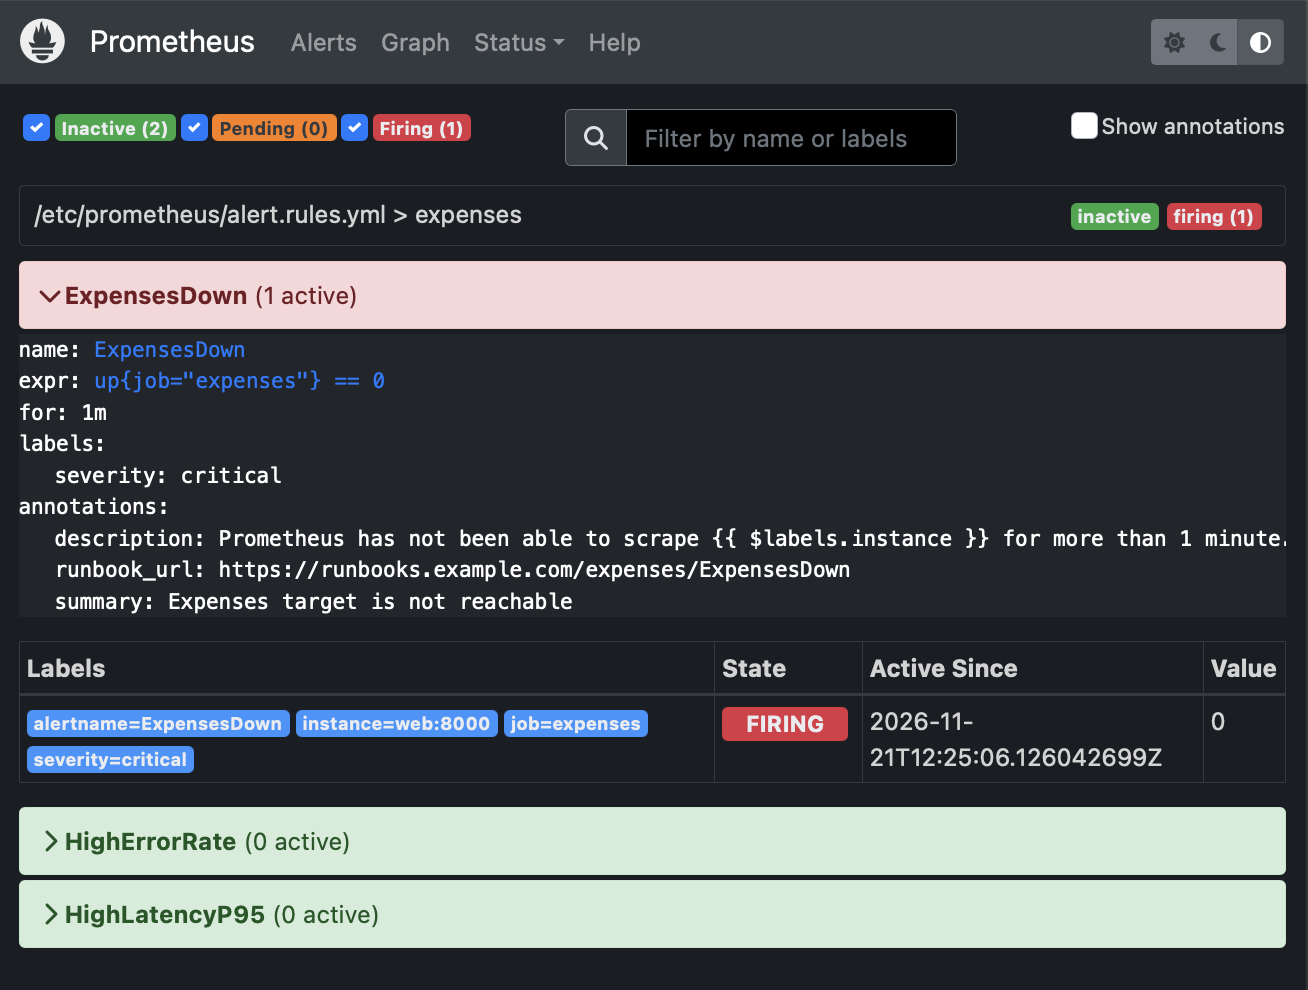 Prometheus Alerts Graph Status Help
Inactive (2) Pending (0) Firing (1)
Filter by name or labels
Show annotations
/etc/prometheus/alert.rules.yml > expenses
inactive firing (1)
ExpensesDown (1 active)
name: ExpensesDown
expr: up{job="expenses"} == 0
for: 1m
labels:
severity: critical
annotations:
description: Prometheus has not been able to scrape {{ $labels.instance }} for more than 1 minute.
runbook_url: https://runbooks.example.com/expenses/ExpensesDown
summary: Expenses target is not reachable
Labels State Active Since Value
alertname=ExpensesDown instance=web:8000 job=expenses
severity=critical
FIRING
2026-11-
21T12:25:06.126042699Z
0
HighErrorRate (0 active)
HighLatencyP95 (0 active)